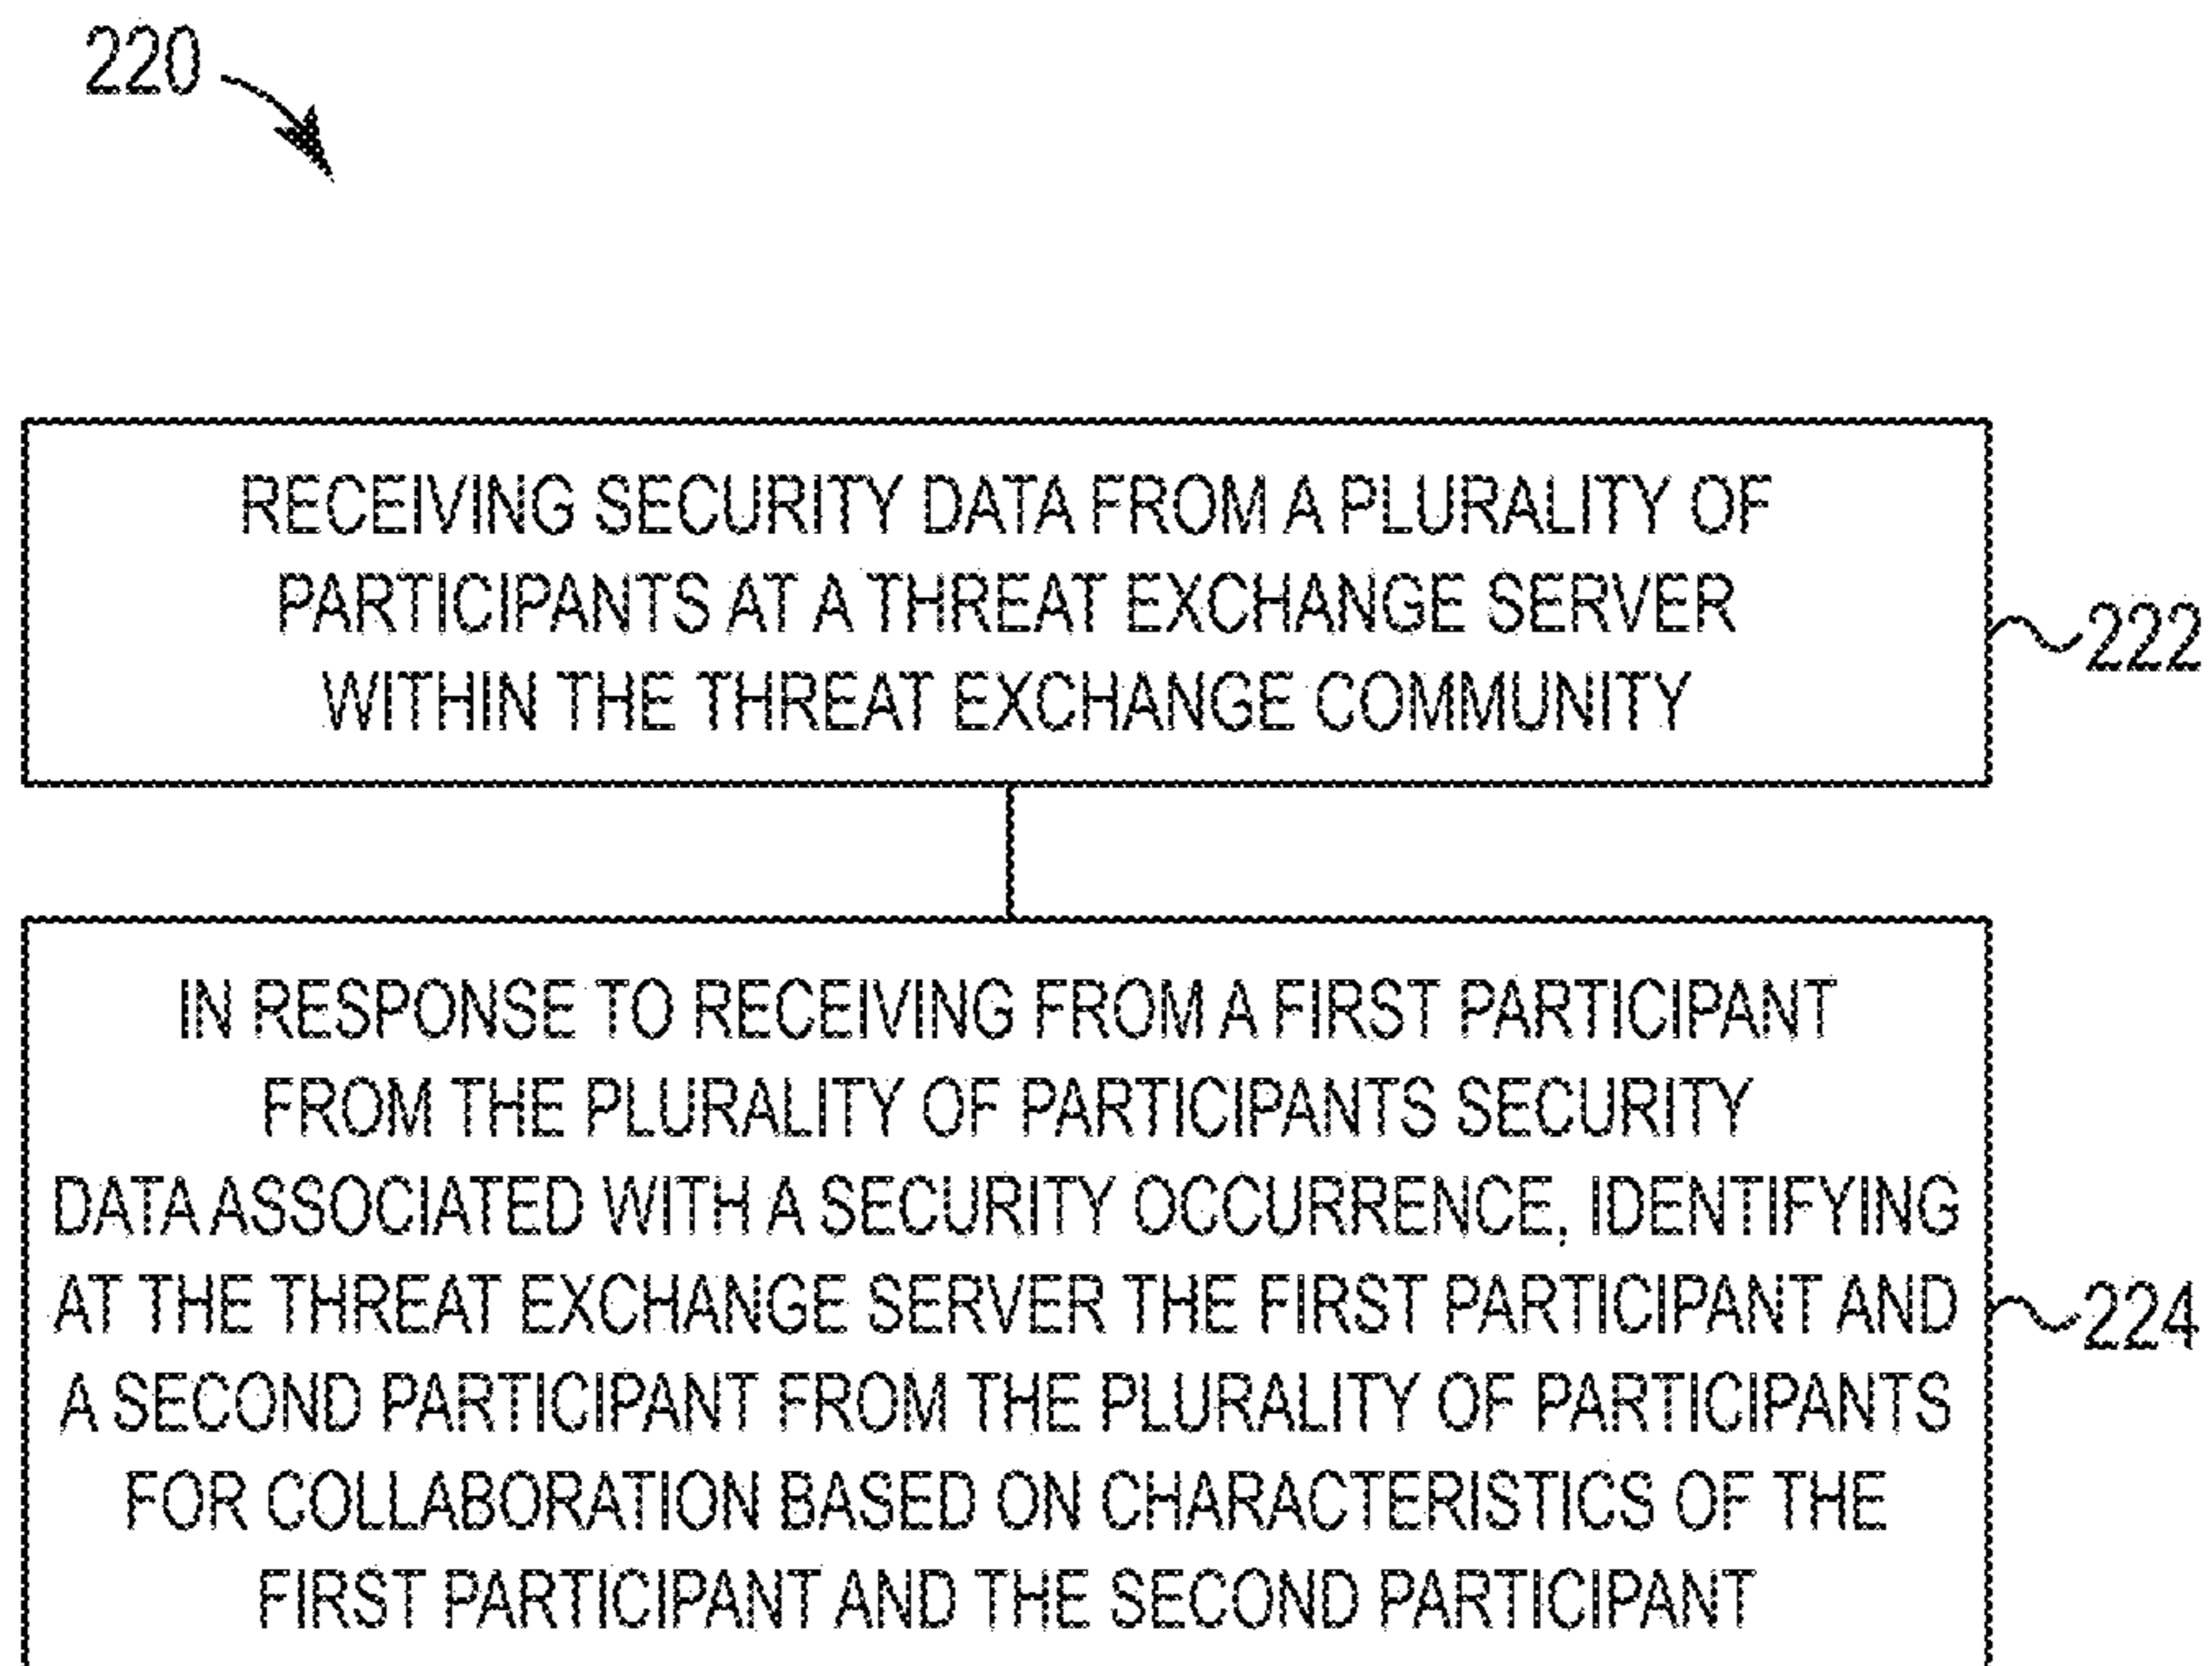 220
RECEIVING SECURITY DATA FROM A PLURALITY OF
PARTICIPANTS AT A THREAT EXCHANGE SERVER
WITHIN THE THREAT EXCHANGE COMMUNITY
222
IN RESPONSE TO RECEIVING FROM A FIRST PARTICIPANT
FROM THE PLURALITY OF PARTICIPANTS SECURITY
DATA ASSOCIATED WITH A SECURITY OCCURRENCE, IDENTIFYING
AT THE THREAT EXCHANGE SERVER THE FIRST PARTICIPANT AND
A SECOND PARTICIPANT FROM THE PLURALITY OF PARTICIPANTS
FOR COLLABORATION BASED ON CHARACTERISTICS OF THE
FIRST PARTICIPANT AND THE SECOND PARTICIPANT
224